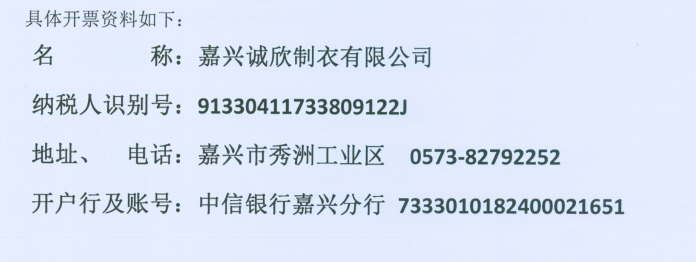 具体开票资料如下：
名 称：嘉兴诚欣制衣有限公司
纳税人识别号：91330411733809122J
地址、 电话：嘉兴市秀洲工业区 0573-82792252
开户行及账号：中信银行嘉兴分行 7333010182400021651